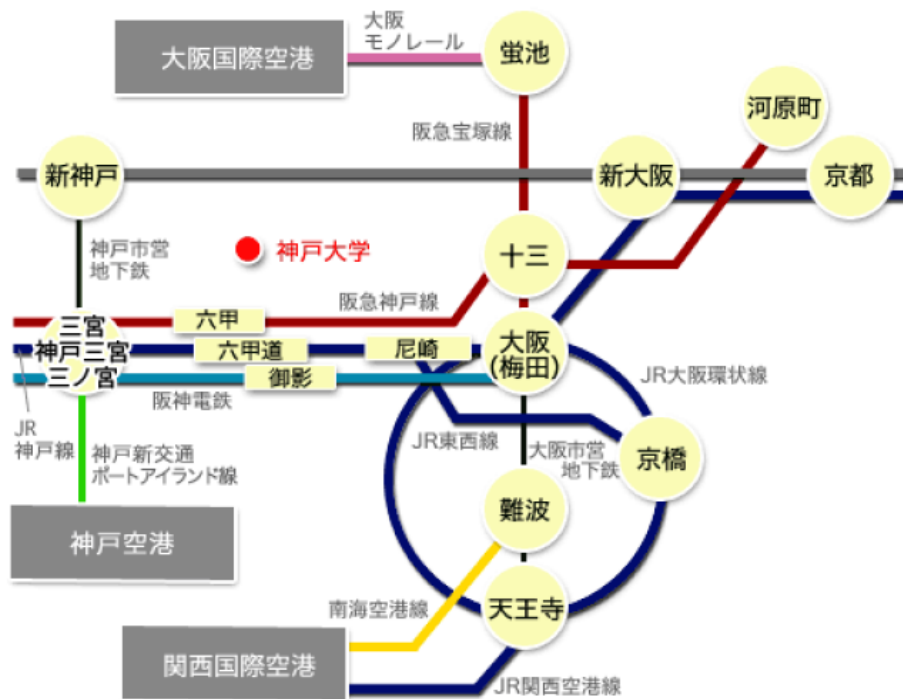 大阪
モノレール
大阪国際空港
蛍池
河原町
阪急宝塚線
新神戸
新大阪
京都
神戸市営
地下鉄
神戸大学
十三
阪急神戸線
六甲
三宮
神戸三宮
三ノ宮
六甲道
尼崎
大阪
(梅田)
御影
JR大阪環状線
阪神電鉄
JR
神戸線
JR東西線
大阪市営
地下鉄
京橋
神戸新交通
ポートアイランド線
難波
神戸空港
南海空港線
天王寺
関西国際空港
JR関西空港線